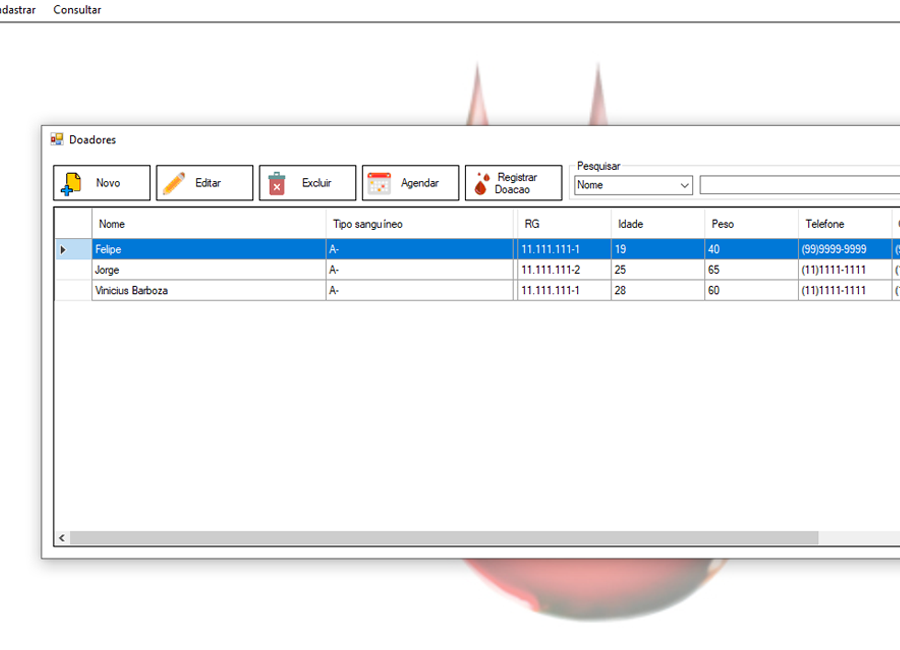 adastrar Consultar
Doadores
Novo Editar Excluir Agendar Registrar Doacao Pesquisar
Nome
Nome Tipo sanguineo RG Idade Peso Telefone
Felipe A- 11.111.111-1 19 40 (99)9999-9999
Jorge A- 11.111.111-2 25 65 (11)1111-1111
Vinicius Barboza A- 11.111.111-1 28 60 (11)1111-1111